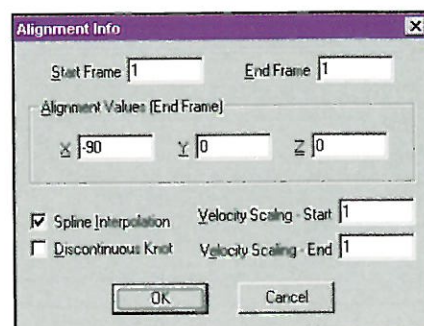 Alignment Info
Start Frame 1 End Frame 1
Alignment Values (End Frame)
X -90 Y 0 Z 0
Spline Interpolation Velocity Scaling - Start 1
Discontinuous Knot Velocity Scaling - End 1
OK Cancel